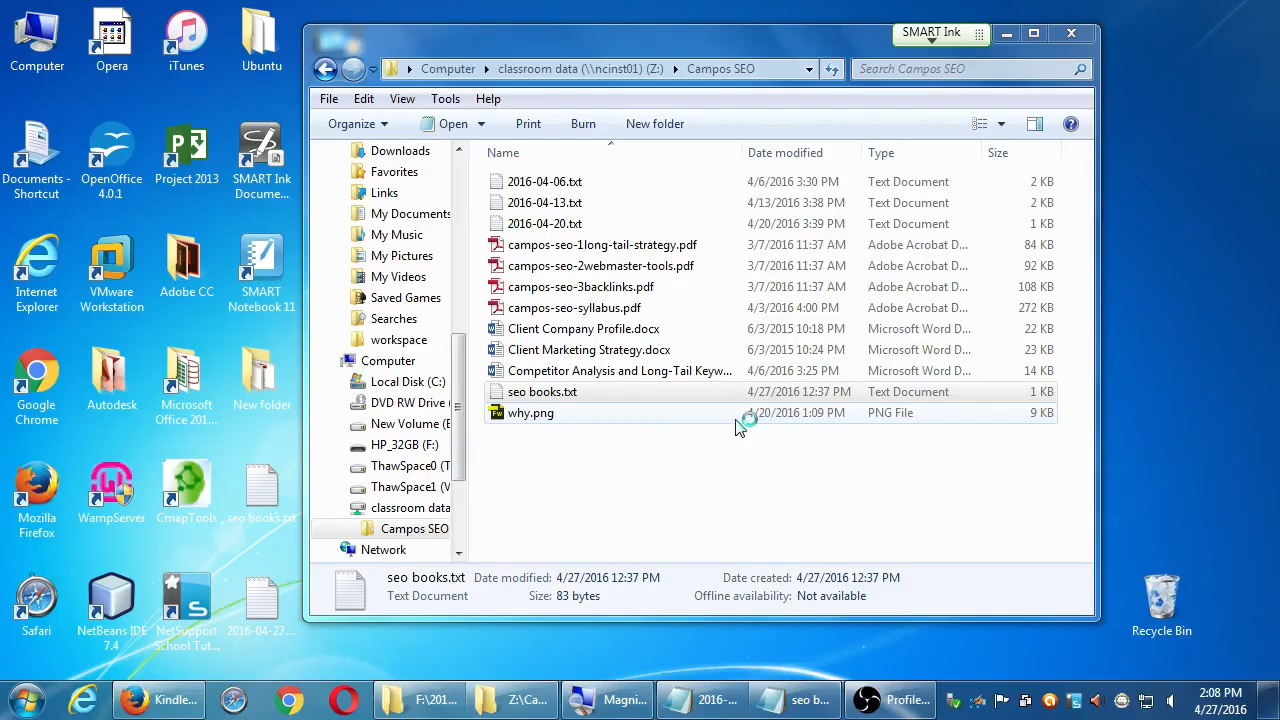 Computer
Opera
iTunes
Ubuntu
Documents - Shortcut
OpenOffice 4.0.1
Project 2013
SMART Ink Docume...
Internet Explorer
VMware Workstation
Adobe CC
SMART Notebook 11
Google Chrome
Autodesk
Microsoft Office 201...
New folder
Mozilla Firefox
WampServer
CmapTools
seo books.txt
Safari
NetBeans IDE 7.4
NetSupport School Tut...
2016-04-27....
SMART Ink
Computer classroom data (\\ncinst01) (Z:) Campos SEO
Search Campos SEO
File Edit View Tools Help
Organize Open Print Burn New folder
Downloads
Favorites
Links
My Documents
My Music
My Pictures
My Videos
Saved Games
Searches
workspace
Computer
Local Disk (C:)
DVD RW Drive (
New Volume (E
HP_32GB (F:)
ThawSpace0 (T
ThawSpace1 (V
classroom data
Campos SEO
Network
Name Date modified Type Size
2016-04-06.txt 4/6/2016 3:30 PM Text Document 2 KB
2016-04-13.txt 4/13/2016 3:38 PM Text Document 2 KB
2016-04-20.txt 4/20/2016 3:39 PM Text Document 1 KB
campos-seo-1long-tail-strategy.pdf 3/7/2016 11:37 AM Adobe Acrobat D... 84 KB
campos-seo-2webmaster-tools.pdf 3/7/2016 11:37 AM Adobe Acrobat D... 92 KB
campos-seo-3backlinks.pdf 3/7/2016 11:37 AM Adobe Acrobat D... 108 KB
campos-seo-syllabus.pdf 4/3/2016 4:00 PM Adobe Acrobat D... 272 KB
Client Company Profile.docx 6/3/2015 10:18 PM Microsoft Word D... 22 KB
Client Marketing Strategy.docx 6/3/2015 10:24 PM Microsoft Word D... 23 KB
Competitor Analysis and Long-Tail Keyw... 4/6/2016 3:25 PM Microsoft Word D... 14 KB
seo books.txt 4/27/2016 12:37 PM Text Document 1 KB
why.png 4/20/2016 1:09 PM PNG File 9 KB
seo books.txt Date modified: 4/27/2016 12:37 PM Date created: 4/27/2016 12:37 PM
Text Document Size: 83 bytes Offline availability: Not available
Recycle Bin
Kindle... F:\201... Z:\Ca... Magni... 2016-... seo b... Profile...
2:08 PM
4/27/2016